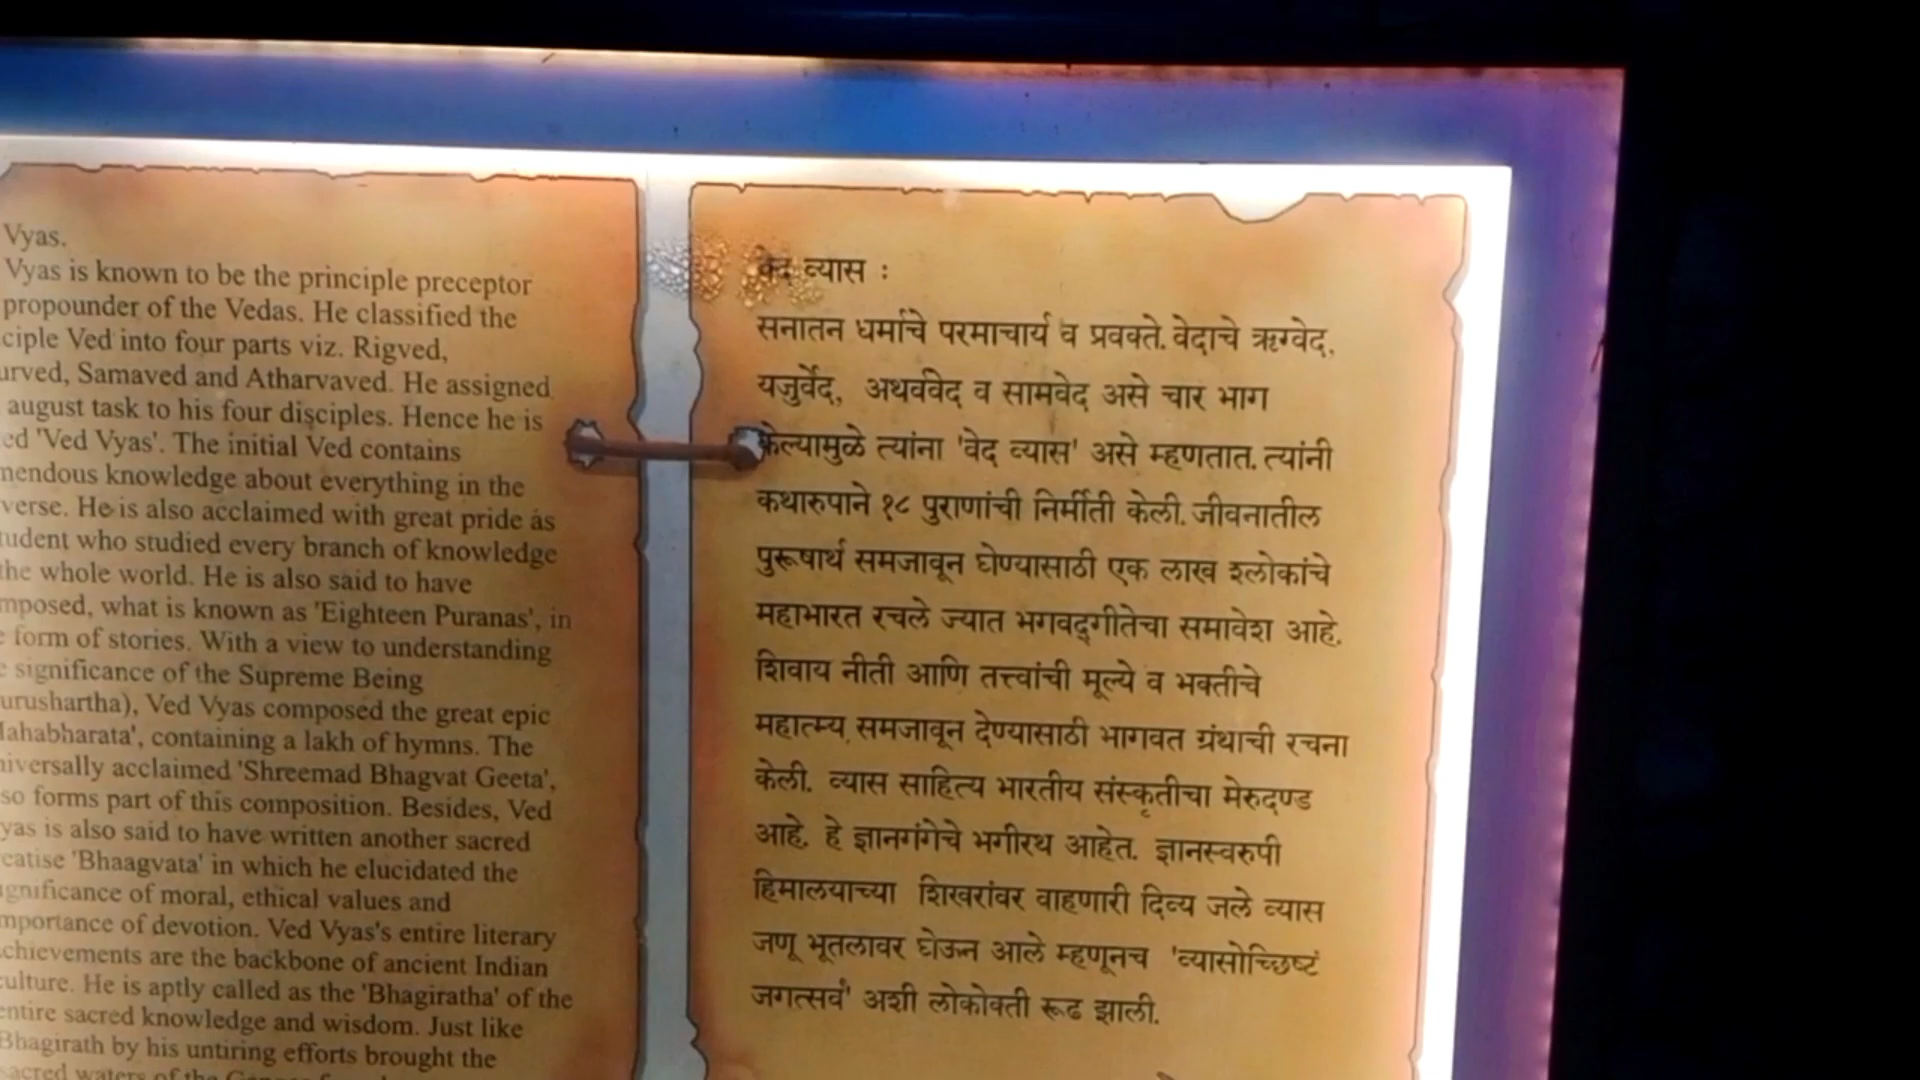 Vyas.
Vyas is known to be the principle preceptor
propounder of the Vedas. He classified the
ciple Ved into four parts viz. Rigved,
urved, Samaved and Atharvaved. He assigned
august task to his four disciples. Hence he is
ed 'Ved Vyas'. The initial Ved contains
mendous knowledge about everything in the
verse. He is also acclaimed with great pride as
tudent who studied every branch of knowledge
the whole world. He is also said to have
mposed, what is known as 'Eighteen Puranas', in
e form of stories. With a view to understanding
e significance of the Supreme Being
urushartha), Ved Vyas composed the great epic
Mahabharata', containing a lakh of hymns. The
niversally acclaimed 'Shreemad Bhagvat Geeta',
so forms part of this composition. Besides, Ved
yas is also said to have written another sacred
eatise 'Bhaagvata' in which he elucidated the
ignificance of moral, ethical values and
mportance of devotion. Ved Vyas's entire literary
chievements are the backbone of ancient Indian
culture. He is aptly called as the 'Bhagiratha' of the
entire sacred knowledge and wisdom. Just like
Bhagirath by his untiring efforts brought the
sacred waters of the
वेद व्यास :
सनातन धर्माचे परमाचार्य व प्रवक्ते. वेदाचे ऋग्वेद,
यजुर्वेद, अथर्ववेद व सामवेद असे चार भाग
केल्यामुळे त्यांना 'वेद व्यास' असे म्हणतात. त्यांनी
कथारुपाने १८ पुराणांची निर्मीती केली. जीवनातील
पुरूषार्थ समजावून घेण्यासाठी एक लाख श्लोकांचे
महाभारत रचले ज्यात भगवद्गीतेचा समावेश आहे.
शिवाय नीती आणि तत्त्वांची मूल्ये व भक्तीचे
महात्म्य समजावून देण्यासाठी भागवत ग्रंथाची रचना
केली. व्यास साहित्य भारतीय संस्कृतीचा मेरुदण्ड
आहे. हे ज्ञानगंगेचे भगीरथ आहेत. ज्ञानस्वरुपी
हिमालयाच्या शिखरांवर वाहणारी दिव्य जले व्यास
जणू भूतलावर घेऊन आले म्हणूनच 'व्यासोच्छिष्टं
जगत्सर्वं' अशी लोकोक्ती रूढ झाली.